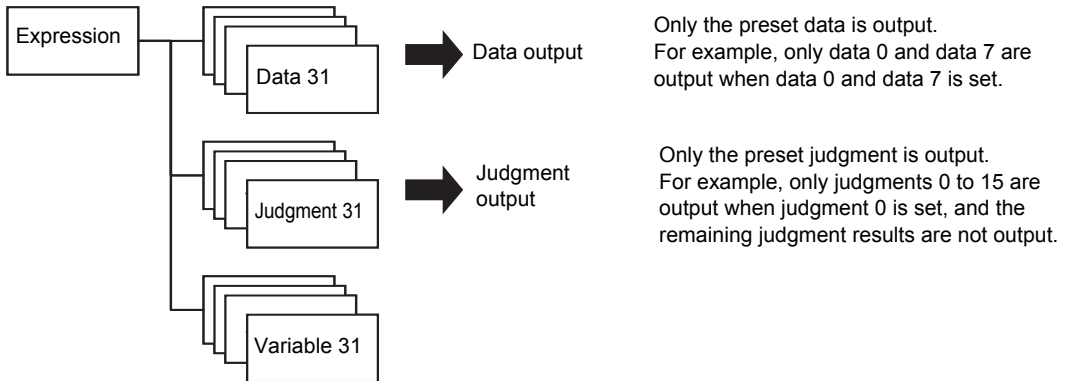 Expression
Data 31
Data output
Only the preset data is output.
For example, only data 0 and data 7 are
output when data 0 and data 7 is set.
Judgment 31
Judgment
output
Only the preset judgment is output.
For example, only judgments 0 to 15 are
output when judgment 0 is set, and the
remaining judgment results are not output.
Variable 31